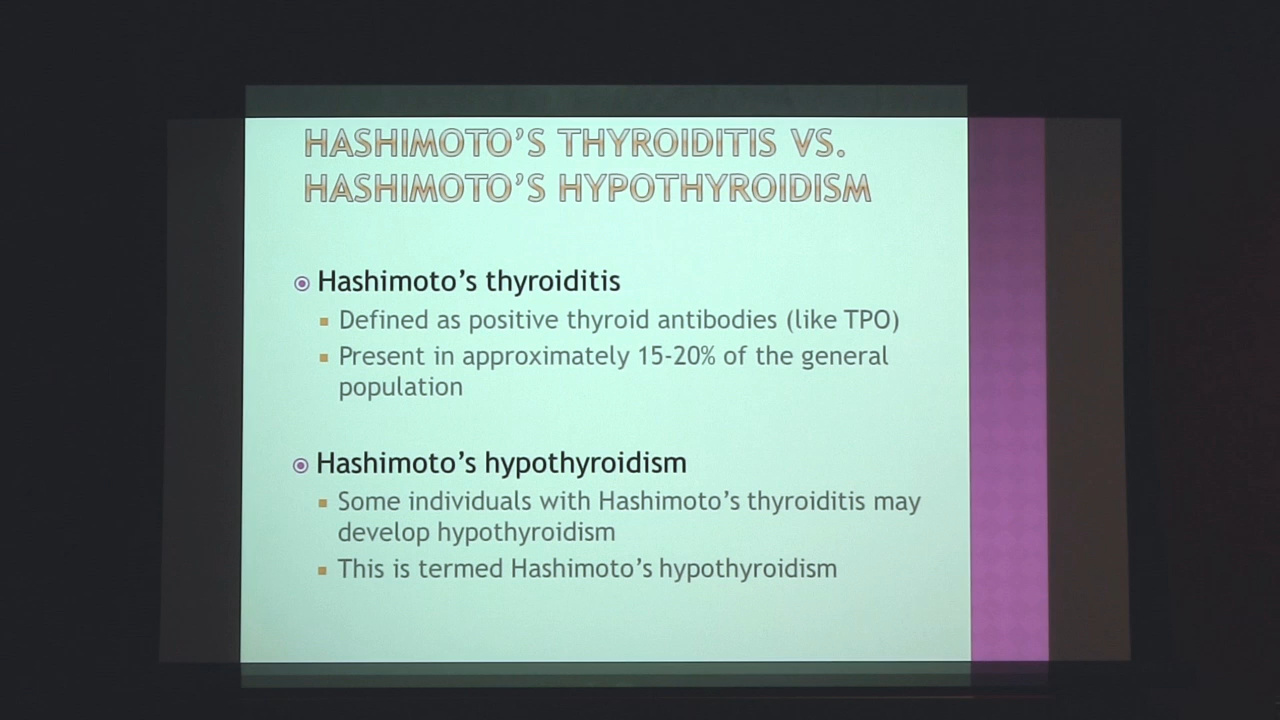 HASHIMOTO'S THYROIDITIS VS.
HASHIMOTO'S HYPOTHYROIDISM
Hashimoto's thyroiditis
Defined as positive thyroid antibodies (like TPO)
Present in approximately 15-20% of the general
population
Hashimoto's hypothyroidism
Some individuals with Hashimoto's thyroiditis may
develop hypothyroidism
This is termed Hashimoto's hypothyroidism